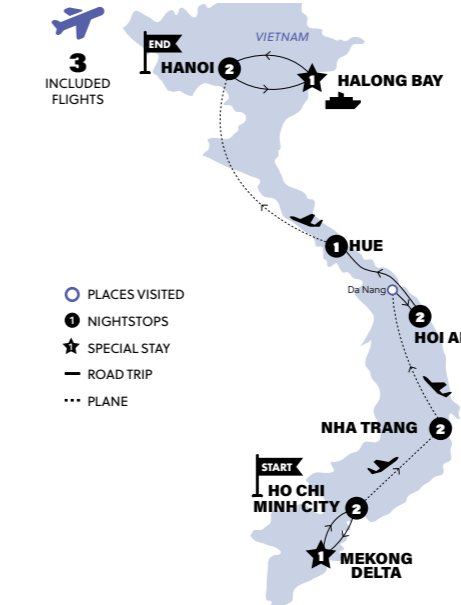 3
INCLUDED
FLIGHTS
VIETNAM
END
HANOI 2
1 HALONG BAY
1 HUE
Da Nang
2
HOI A
PLACES VISITED
1 NIGHTSTOPS
1 SPECIAL STAY
ROAD TRIP
PLANE
NHA TRANG 2
START
HO CHI
MINH CITY 2
1 MEKONG
DELTA